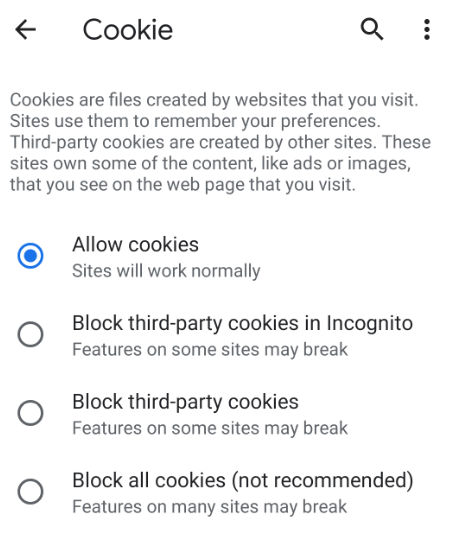 Cookie
Cookies are files created by websites that you visit.
Sites use them to remember your preferences.
Third-party cookies are created by other sites. These
sites own some of the content, like ads or images,
that you see on the web page that you visit.
Allow cookies
Sites will work normally
Block third-party cookies in Incognito
Features on some sites may break
Block third-party cookies
Features on some sites may break
Block all cookies (not recommended)
Features on many sites may break